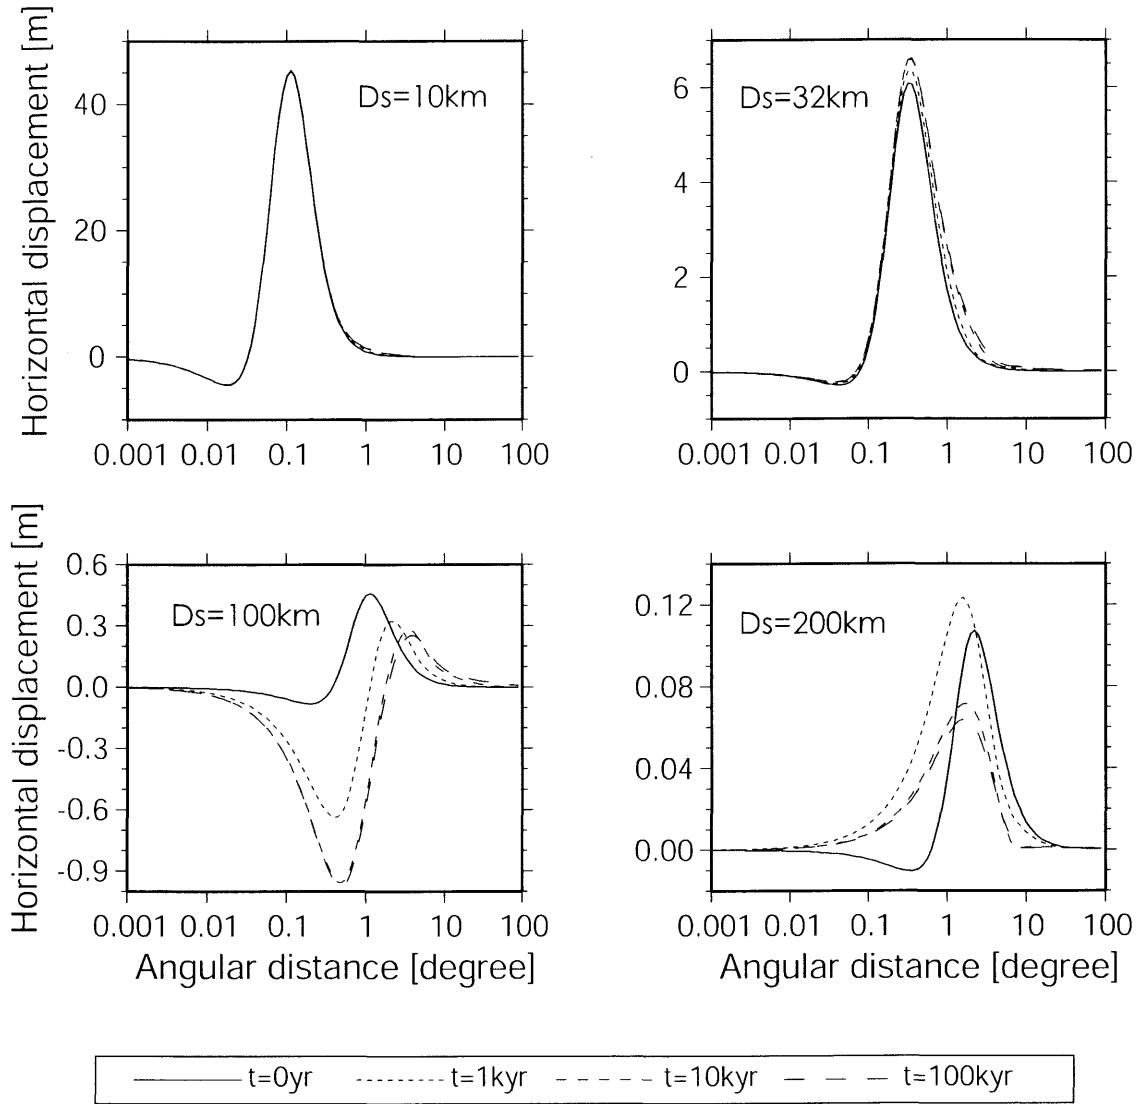 Horizontal displacement [m]
40
20
0
Ds=10km
0.001 0.01 0.1 1 10 100
6
4
2
0
Ds=32km
0.001 0.01 0.1 1 10 100
Horizontal displacement [m]
0.6
0.3
0.0
-0.3
-0.6
-0.9
Ds=100km
0.001 0.01 0.1 1 10 100
Angular distance [degree]
0.12
0.08
0.04
0.00
Ds=200km
0.001 0.01 0.1 1 10 100
Angular distance [degree]
t=0yr t=1kyr t=10kyr t=100kyr